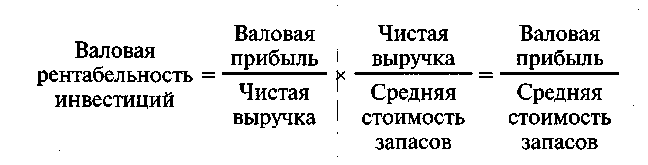 Валовая рентабельность инвестиций = Валовая прибыль / Чистая выручка × Чистая выручка / Средняя стоимость запасов = Валовая прибыль / Средняя стоимость запасов